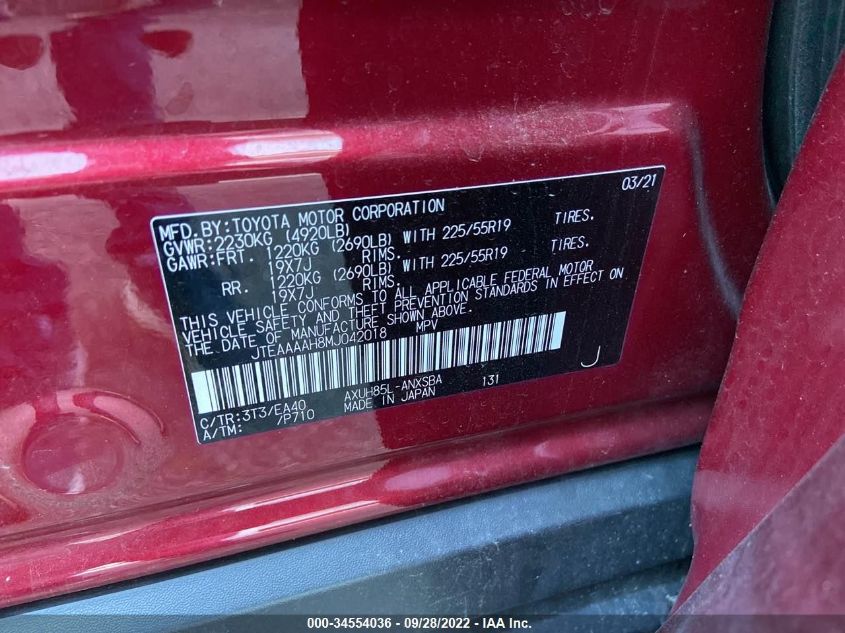 03/21
MFD. BY: TOYOTA MOTOR CORPORATION
GVWR: 2230KG (4920LB)
GAWR: FRT. 1220KG (2690LB) WITH 225/55R19 TIRES.
19X7J RIMS.
RR. 1220KG (2690LB) WITH 225/55R19 TIRES.
19X7J RIMS.
THIS VEHICLE CONFORMS TO ALL APPLICABLE FEDERAL MOTOR
VEHICLE SAFETY AND THEFT PREVENTION STANDARDS IN EFFECT ON
THE DATE OF MANUFACTURE SHOWN ABOVE.
JTEAAAAH8MJ042018 MPV
J
C/TR: 3T3/EA40 AXUH85L-ANXSBA 131
A/TM: /P710 MADE IN JAPAN
000-34554036 - 09/28/2022 - IAA Inc.